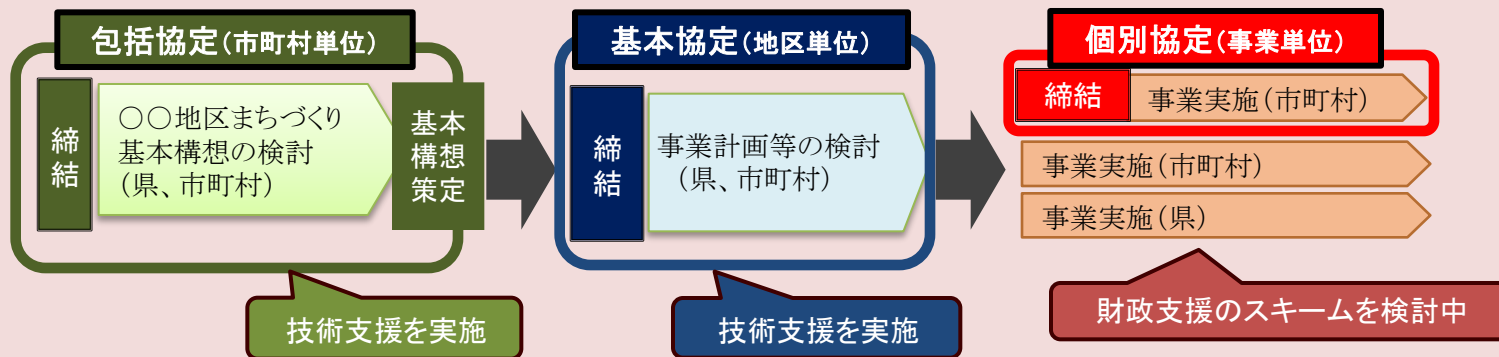 包括協定(市町村単位)
締結
○○地区まちづくり
基本構想の検討
(県、市町村)
基本
構想
策定
技術支援を実施
基本協定(地区単位)
締結
事業計画等の検討
(県、市町村)
技術支援を実施
個別協定(事業単位)
締結
事業実施(市町村)
事業実施(市町村)
事業実施(県)
財政支援のスキームを検討中